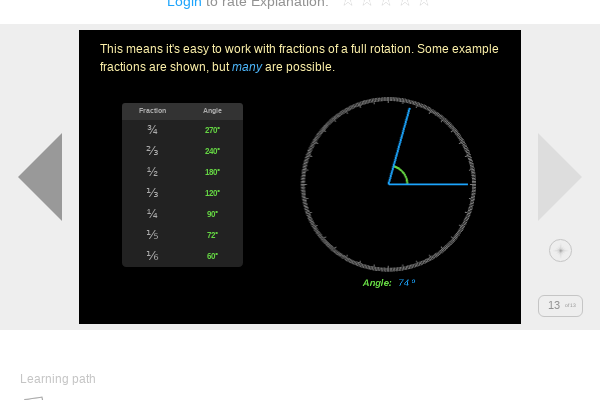 Login to rate Explanation:
This means it's easy to work with fractions of a full rotation. Some example
fractions are shown, but many are possible.
Fraction Angle
¾ 270°
⅔ 240°
½ 180°
⅓ 120°
¼ 90°
⅕ 72°
⅙ 60°
Angle: 74°
13 of 13
Learning path